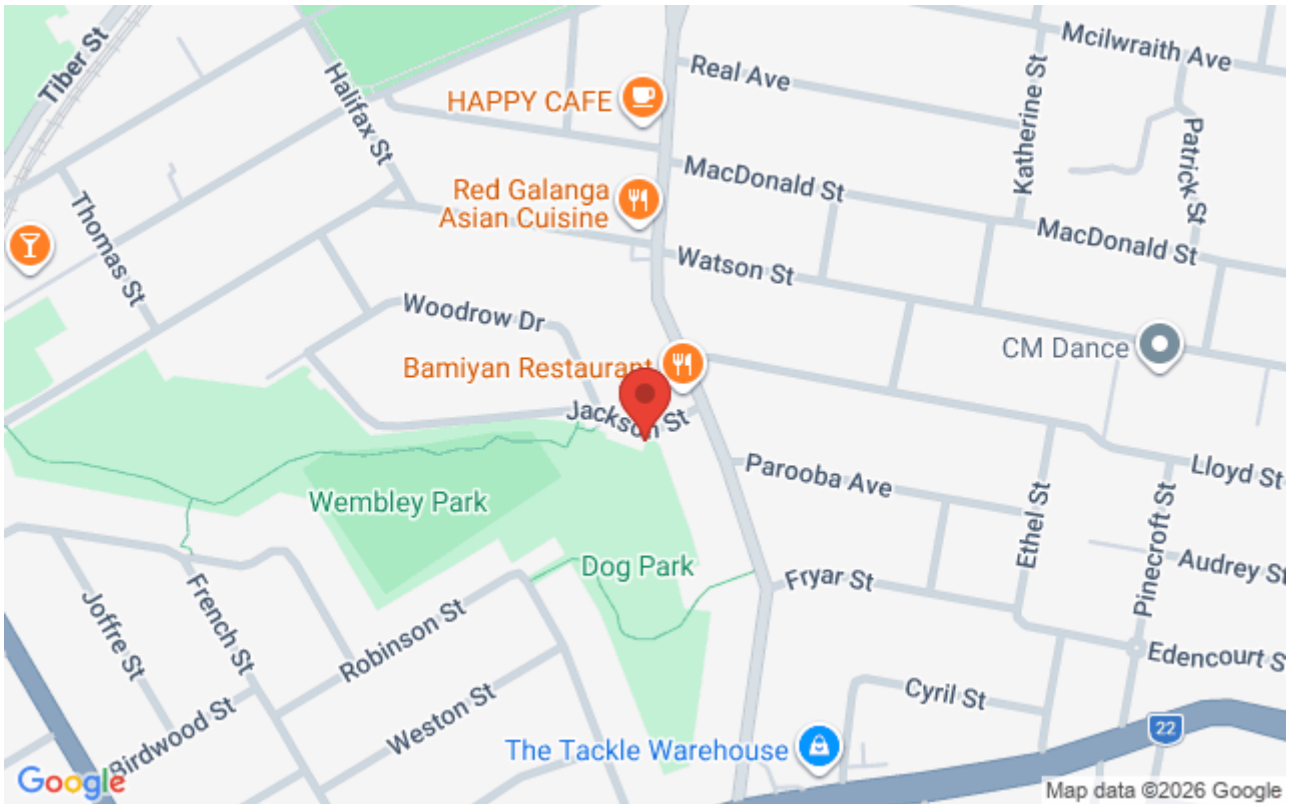 Tiber St
Mcilwraith Ave
Real Ave
Halifax St
HAPPY CAFE
Katherine St
Patrick St
MacDonald St
Red Galanga
Asian Cuisine
Thomas St
MacDonald St
Watson St
Woodrow Dr
CM Dance
Bamiyan Restaurant
Jackson St
Parooba Ave
Lloyd St
Wembley Park
Ethel St
Pinecroft St
Dog Park
Fryar St
Audrey St
French St
Joffre St
Robinson St
Edencourt S
Cyril St
Weston St
Birdwood St
22
The Tackle Warehouse
Google
Map data ©2026 Google